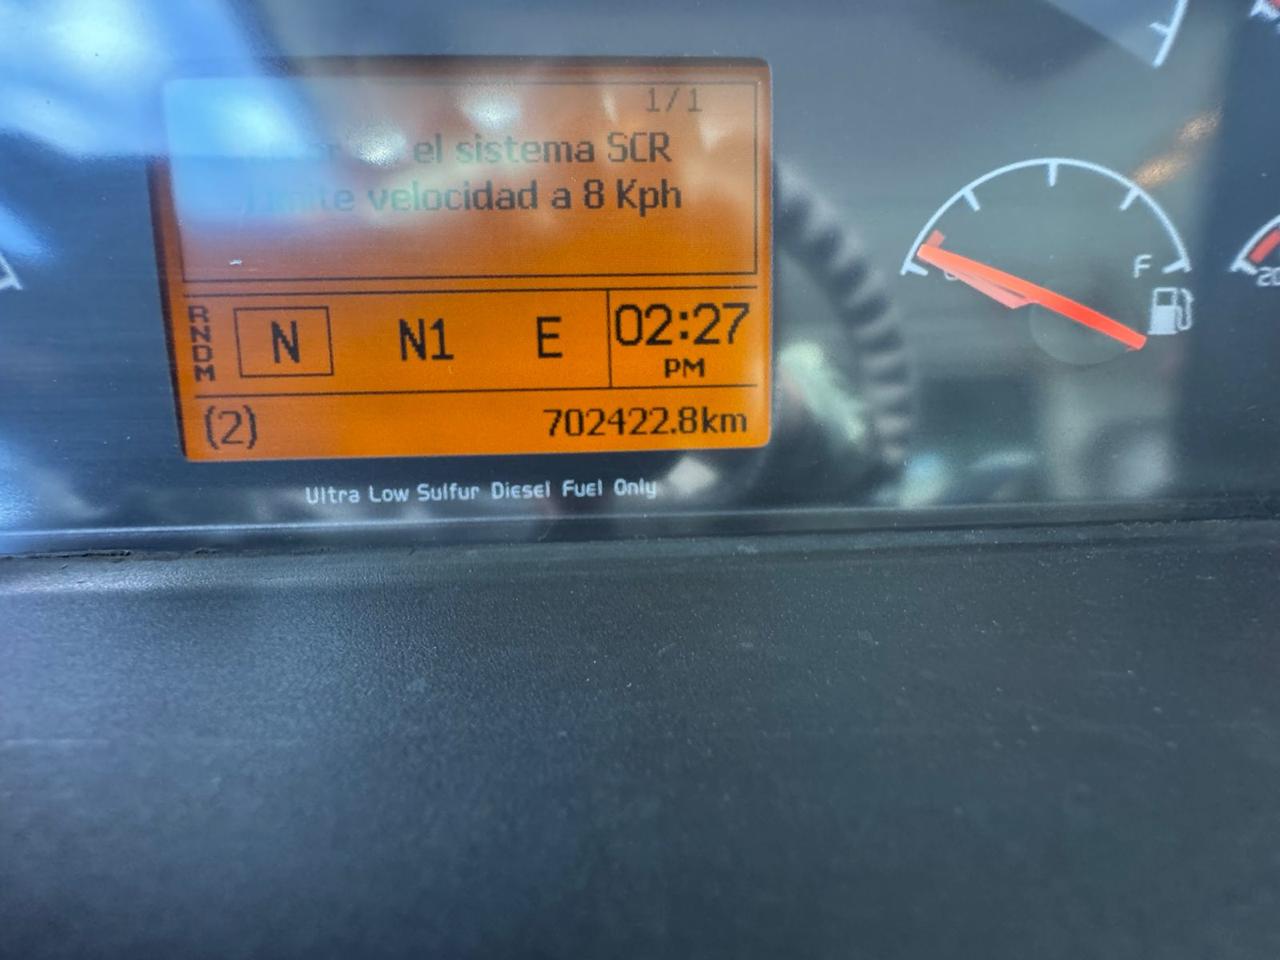 1/1
el sistema SCR
velocidad a 8 Kph
RNDM N N1 E 02:27
PM
(2) 702422.8km
Ultra Low Sulfur Diesel Fuel Only
F